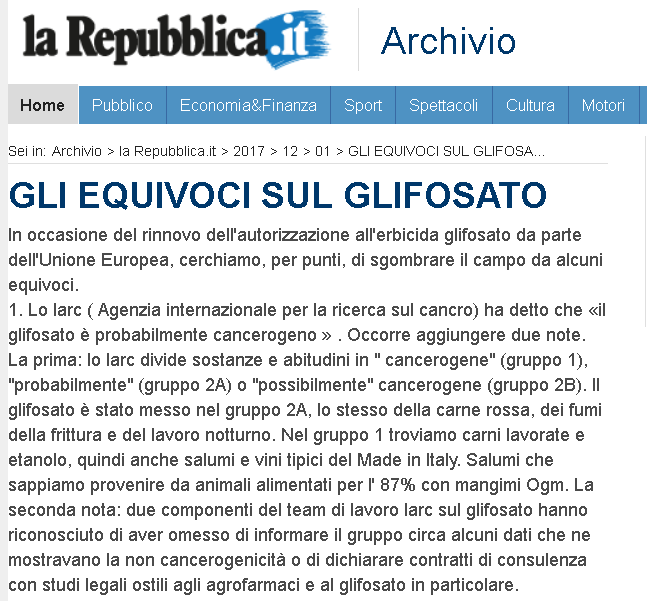 la Repubblica.it
Archivio
Home Pubblico Economia&Finanza Sport Spettacoli Cultura Motori
Sei in: Archivio > la Repubblica.it > 2017 > 12 > 01 > GLI EQUIVOCI SUL GLIFOSA...
GLI EQUIVOCI SUL GLIFOSATO
In occasione del rinnovo dell'autorizzazione all'erbicida glifosato da parte
dell'Unione Europea, cerchiamo, per punti, di sgombrare il campo da alcuni
equivoci.
1. Lo Iarc ( Agenzia internazionale per la ricerca sul cancro) ha detto che «il
glifosato è probabilmente cancerogeno » . Occorre aggiungere due note.
La prima: lo Iarc divide sostanze e abitudini in " cancerogene" (gruppo 1),
"probabilmente" (gruppo 2A) o "possibilmente" cancerogene (gruppo 2B). Il
glifosato è stato messo nel gruppo 2A, lo stesso della carne rossa, dei fumi
della frittura e del lavoro notturno. Nel gruppo 1 troviamo carni lavorate e
etanolo, quindi anche salumi e vini tipici del Made in Italy. Salumi che
sappiamo provenire da animali alimentati per l' 87% con mangimi Ogm. La
seconda nota: due componenti del team di lavoro Iarc sul glifosato hanno
riconosciuto di aver omesso di informare il gruppo circa alcuni dati che ne
mostravano la non cancerogenicità o di dichiarare contratti di consulenza
con studi legali ostili agli agrofarmaci e al glifosato in particolare.